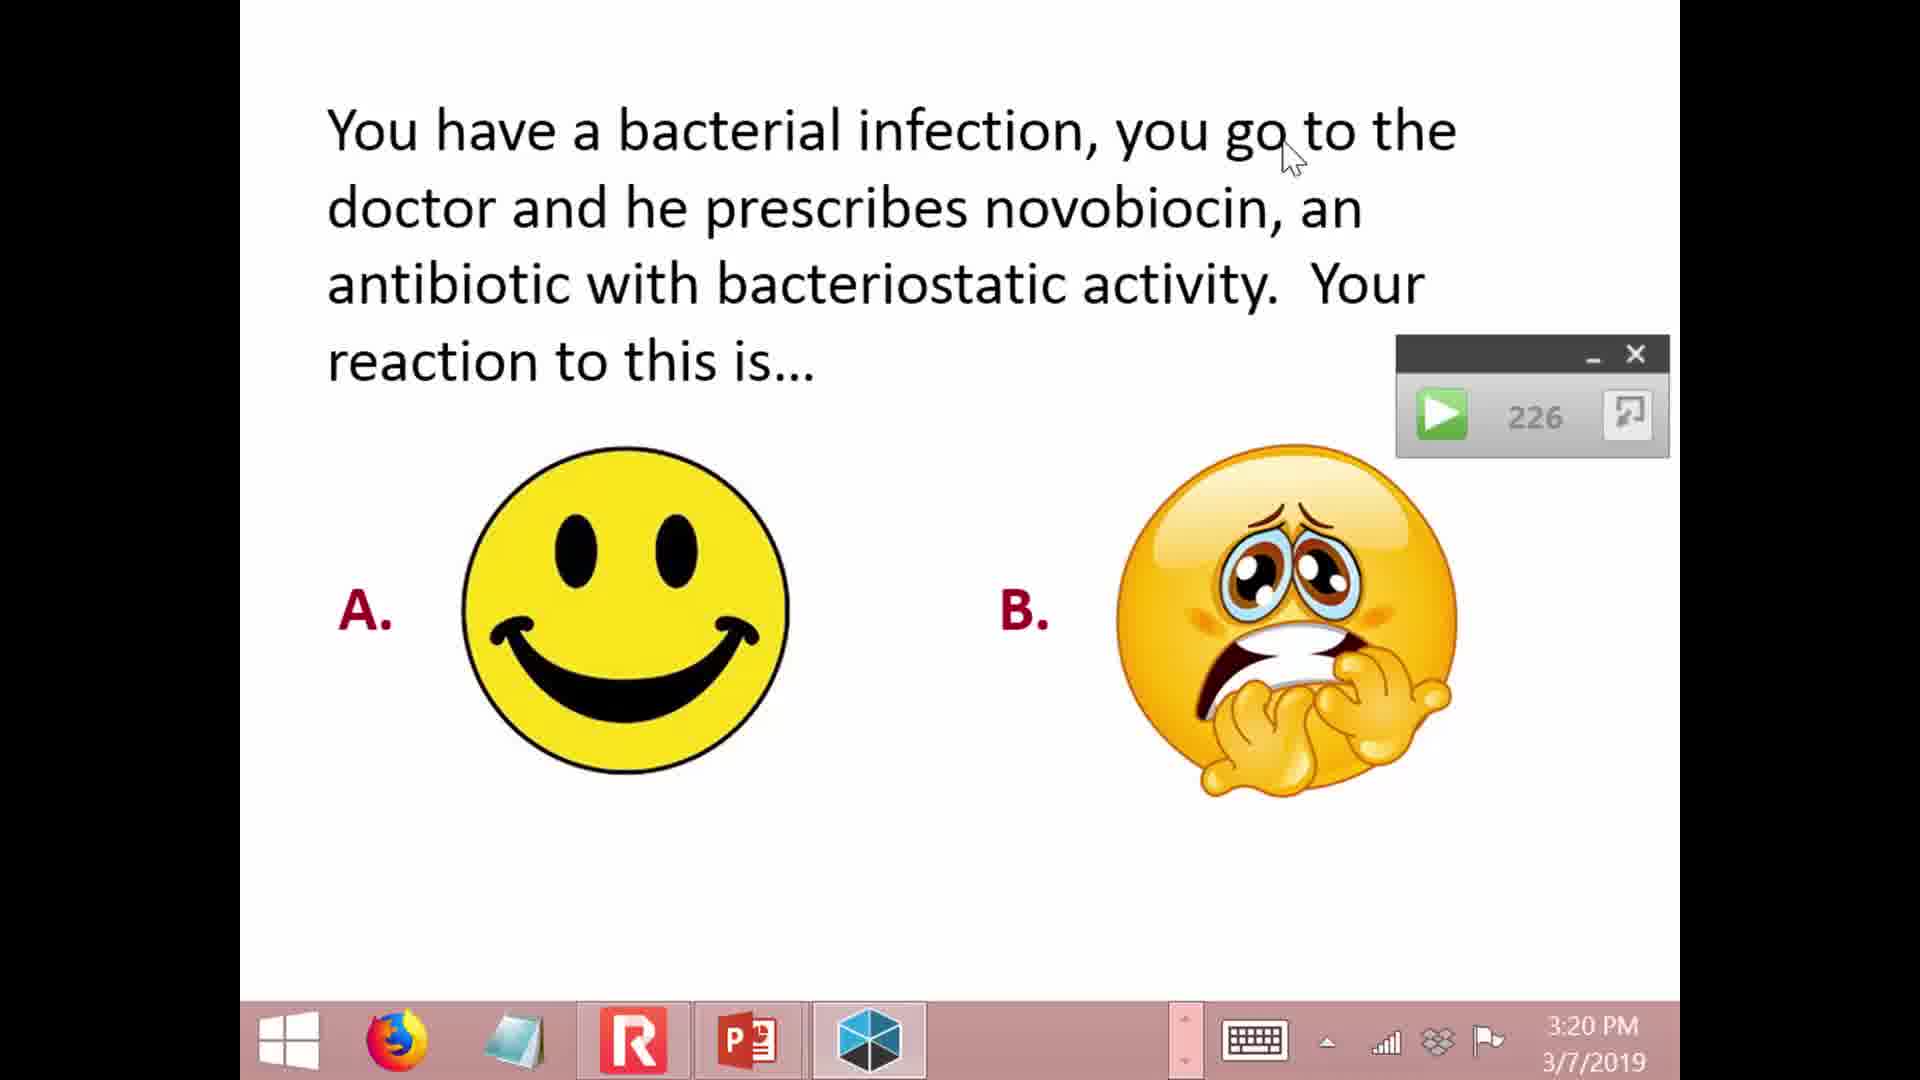 You have a bacterial infection, you go to the
doctor and he prescribes novobiocin, an
antibiotic with bacteriostatic activity.  Your
reaction to this is...
226
A.
B.
R
P
3:20 PM
3/7/2019